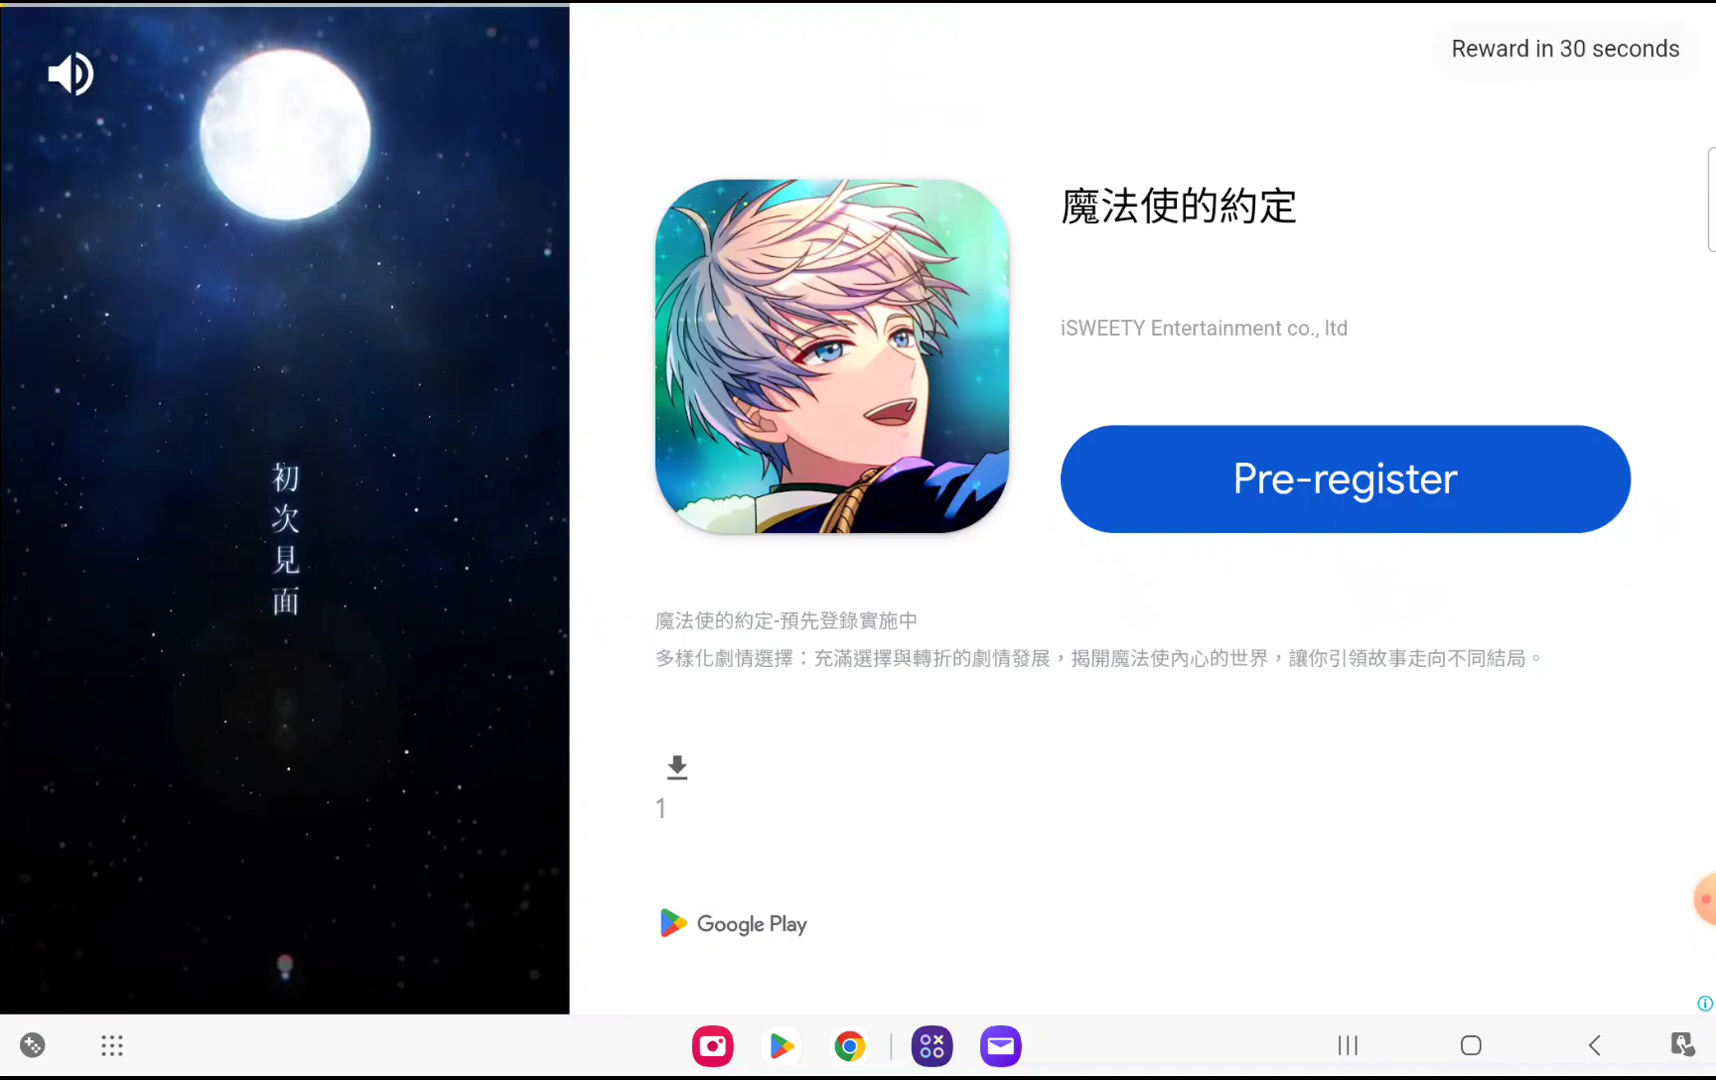 Reward in 30 seconds
初次見面
魔法使的約定
iSWEETY Entertainment co., ltd
Pre-register
魔法使的約定-預先登錄實施中
多樣化劇情選擇：充滿選擇與轉折的劇情發展，揭開魔法使內心的世界，讓你引領故事走向不同結局。
1
Google Play